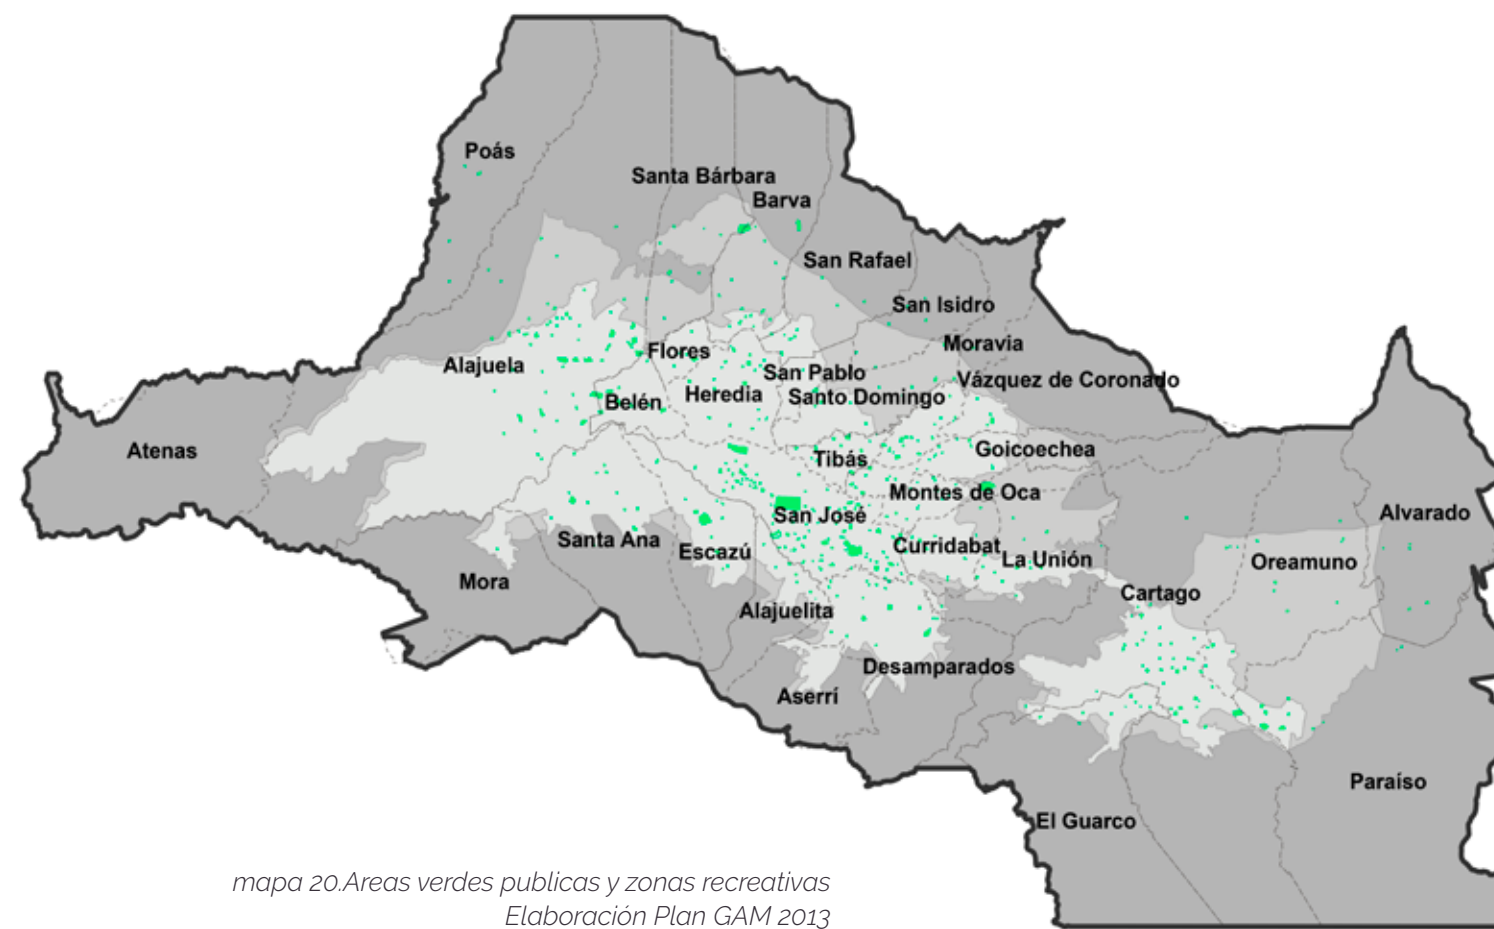 Poás
Santa Bárbara
Barva
San Rafael
San Isidro
Moravia
Flores
Alajuela
San Pablo
Vázquez de Coronado
Belén
Heredia
Santo Domingo
Atenas
Tibás
Goicoechea
Montes de Oca
San José
Alvarado
Santa Ana
Escazú
Curridabat
La Unión
Oreamuno
Mora
Cartago
Alajuelita
Desamparados
Aserrí
Paraíso
El Guarco
mapa 20.Areas verdes publicas y zonas recreativas
Elaboración Plan GAM 2013